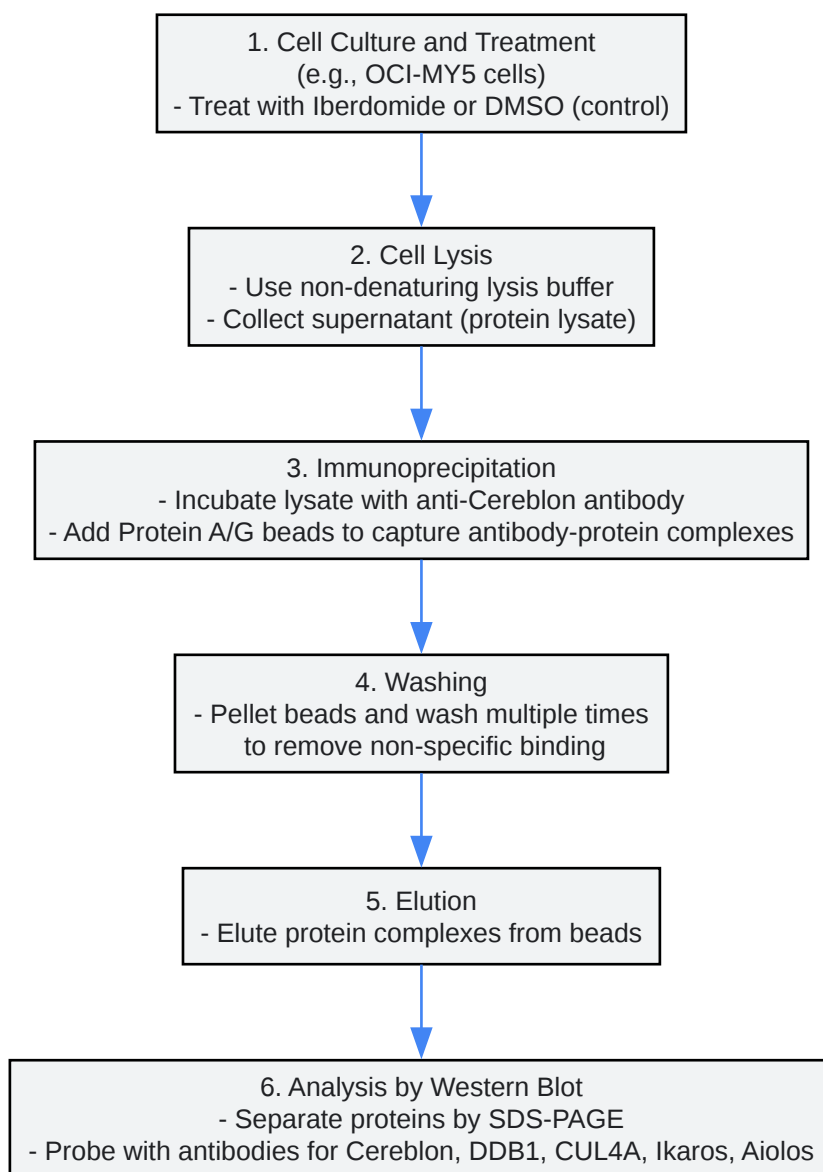 1. Cell Culture and Treatment
(e.g., OCI-MY5 cells)
- Treat with Iberdomide or DMSO (control)
2. Cell Lysis
- Use non-denaturing lysis buffer
- Collect supernatant (protein lysate)
3. Immunoprecipitation
- Incubate lysate with anti-Cereblon antibody
- Add Protein A/G beads to capture antibody-protein complexes
4. Washing
- Pellet beads and wash multiple times
to remove non-specific binding
5. Elution
- Elute protein complexes from beads
6. Analysis by Western Blot
- Separate proteins by SDS-PAGE
- Probe with antibodies for Cereblon, DDB1, CUL4A, Ikaros, Aiolos